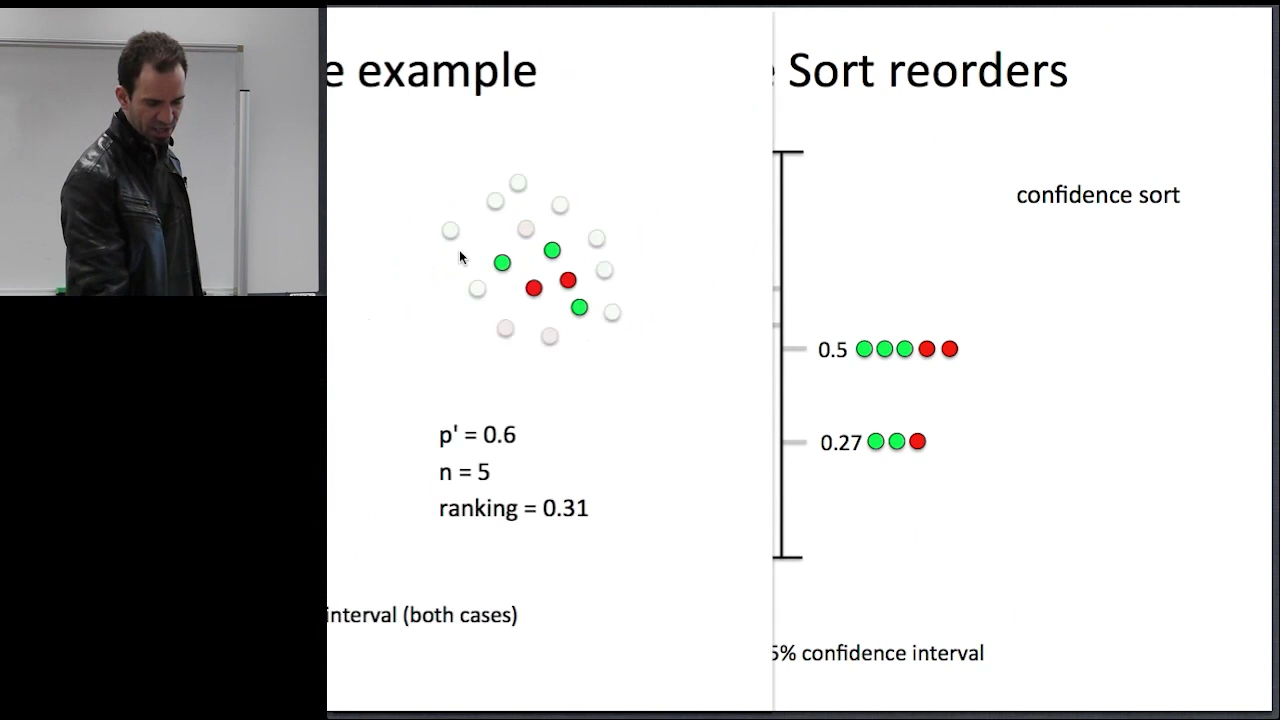 e example
p' = 0.6
n = 5
ranking = 0.31
interval (both cases)
Sort reorders
confidence sort
0.5
0.27
5% confidence interval